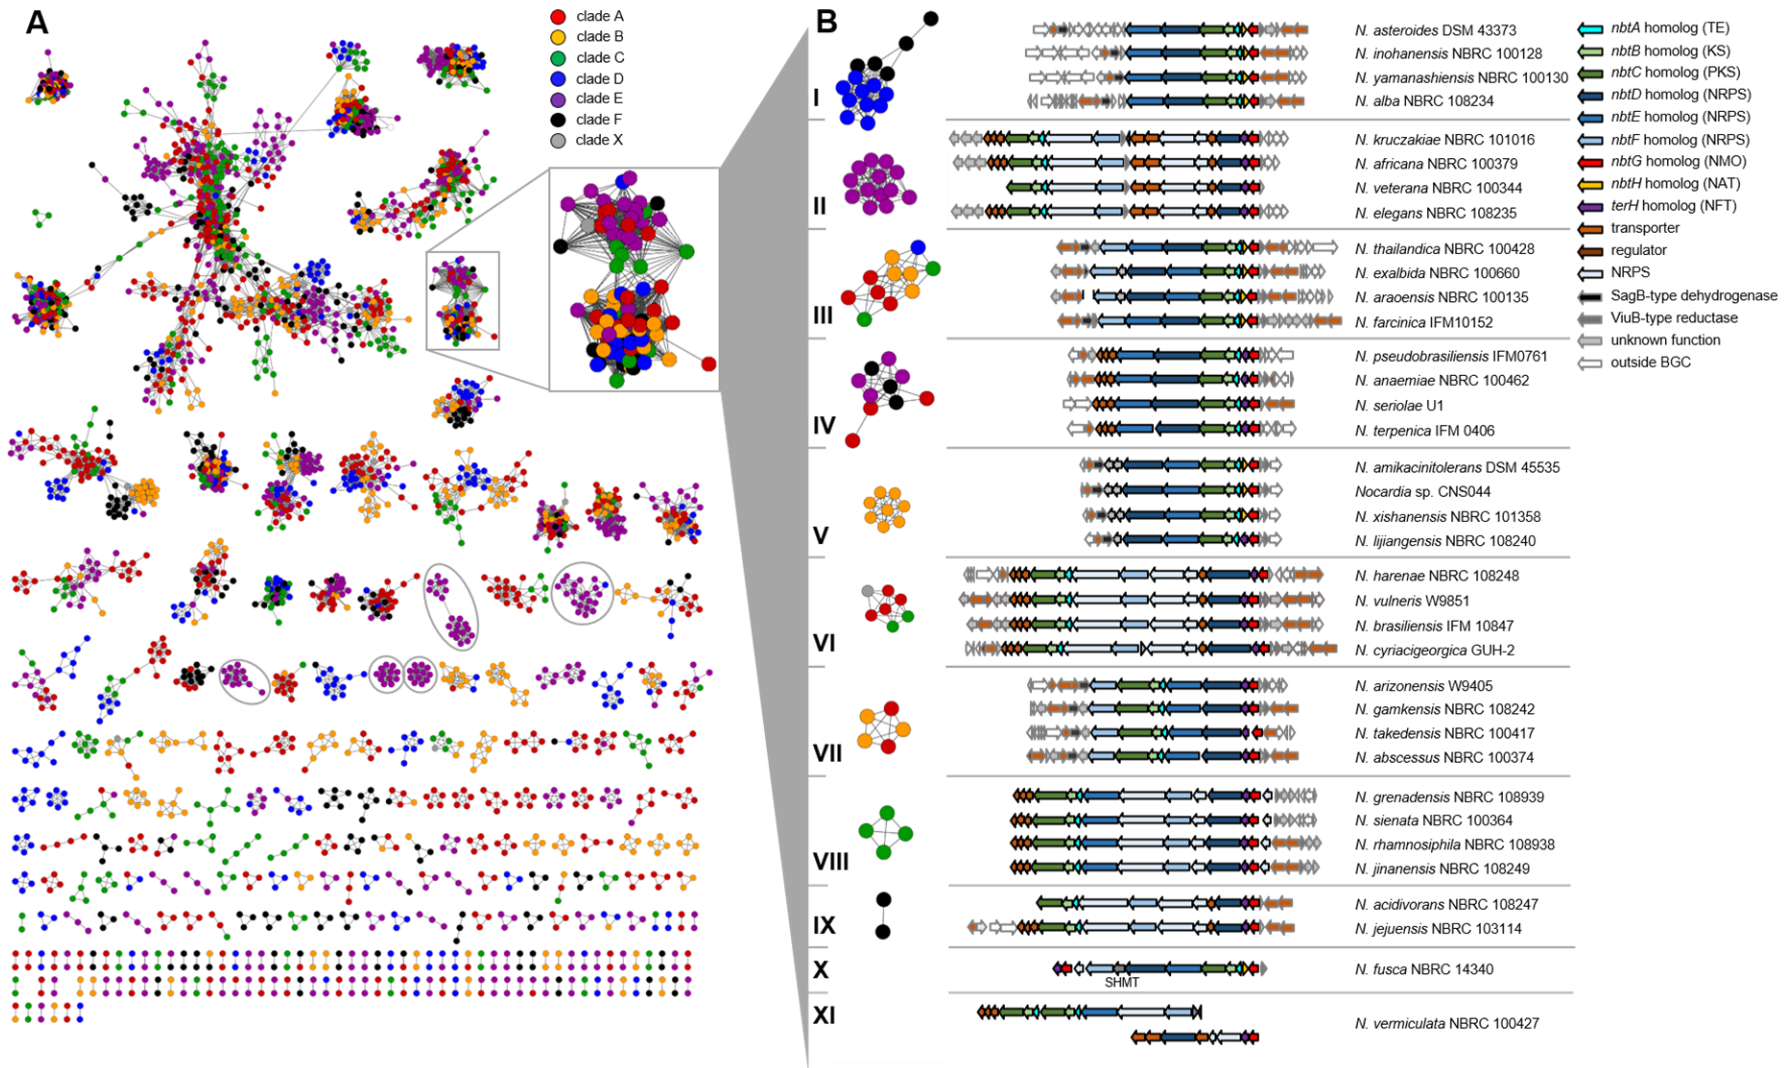 A
clade A
clade B
clade C
clade D
clade E
clade F
clade X
B
I
N. asteroides DSM 43373
N. inohanensis NBRC 100128
N. yamanashiensis NBRC 100130
N. alba NBRC 108234
II
N. kruczakiae NBRC 101016
N. africana NBRC 100379
N. veterana NBRC 100344
N. elegans NBRC 108235
III
N. thailandica NBRC 100428
N. exalbida NBRC 100660
N. araoensis NBRC 100135
N. farcinica IFM10152
IV
N. pseudobrasiliensis IFM0761
N. anaemiae NBRC 100462
N. seriolae U1
N. terpenica IFM 0406
V
N. amikacinitolerans DSM 45535
Nocardia sp. CNS044
N. xishanensis NBRC 101358
N. lijiangensis NBRC 108240
VI
N. harenae NBRC 108248
N. vulneris W9851
N. brasiliensis IFM 10847
N. cyriacigeorgica GUH-2
VII
N. arizonensis W9405
N. gamkensis NBRC 108242
N. takedensis NBRC 100417
N. abscessus NBRC 100374
VIII
N. grenadensis NBRC 108939
N. sienata NBRC 100364
N. rhamnosiphila NBRC 108938
N. jinanensis NBRC 108249
IX
N. acidivorans NBRC 108247
N. jejuensis NBRC 103114
X
SHMT
N. fusca NBRC 14340
XI
N. vermiculata NBRC 100427
nbtA homolog (TE)
nbtB homolog (KS)
nbtC homolog (PKS)
nbtD homolog (NRPS)
nbtE homolog (NRPS)
nbtF homolog (NRPS)
nbtG homolog (NMO)
nbtH homolog (NAT)
terH homolog (NFT)
transporter
regulator
NRPS
SagB-type dehydrogenase
ViuB-type reductase
unknown function
outside BGC